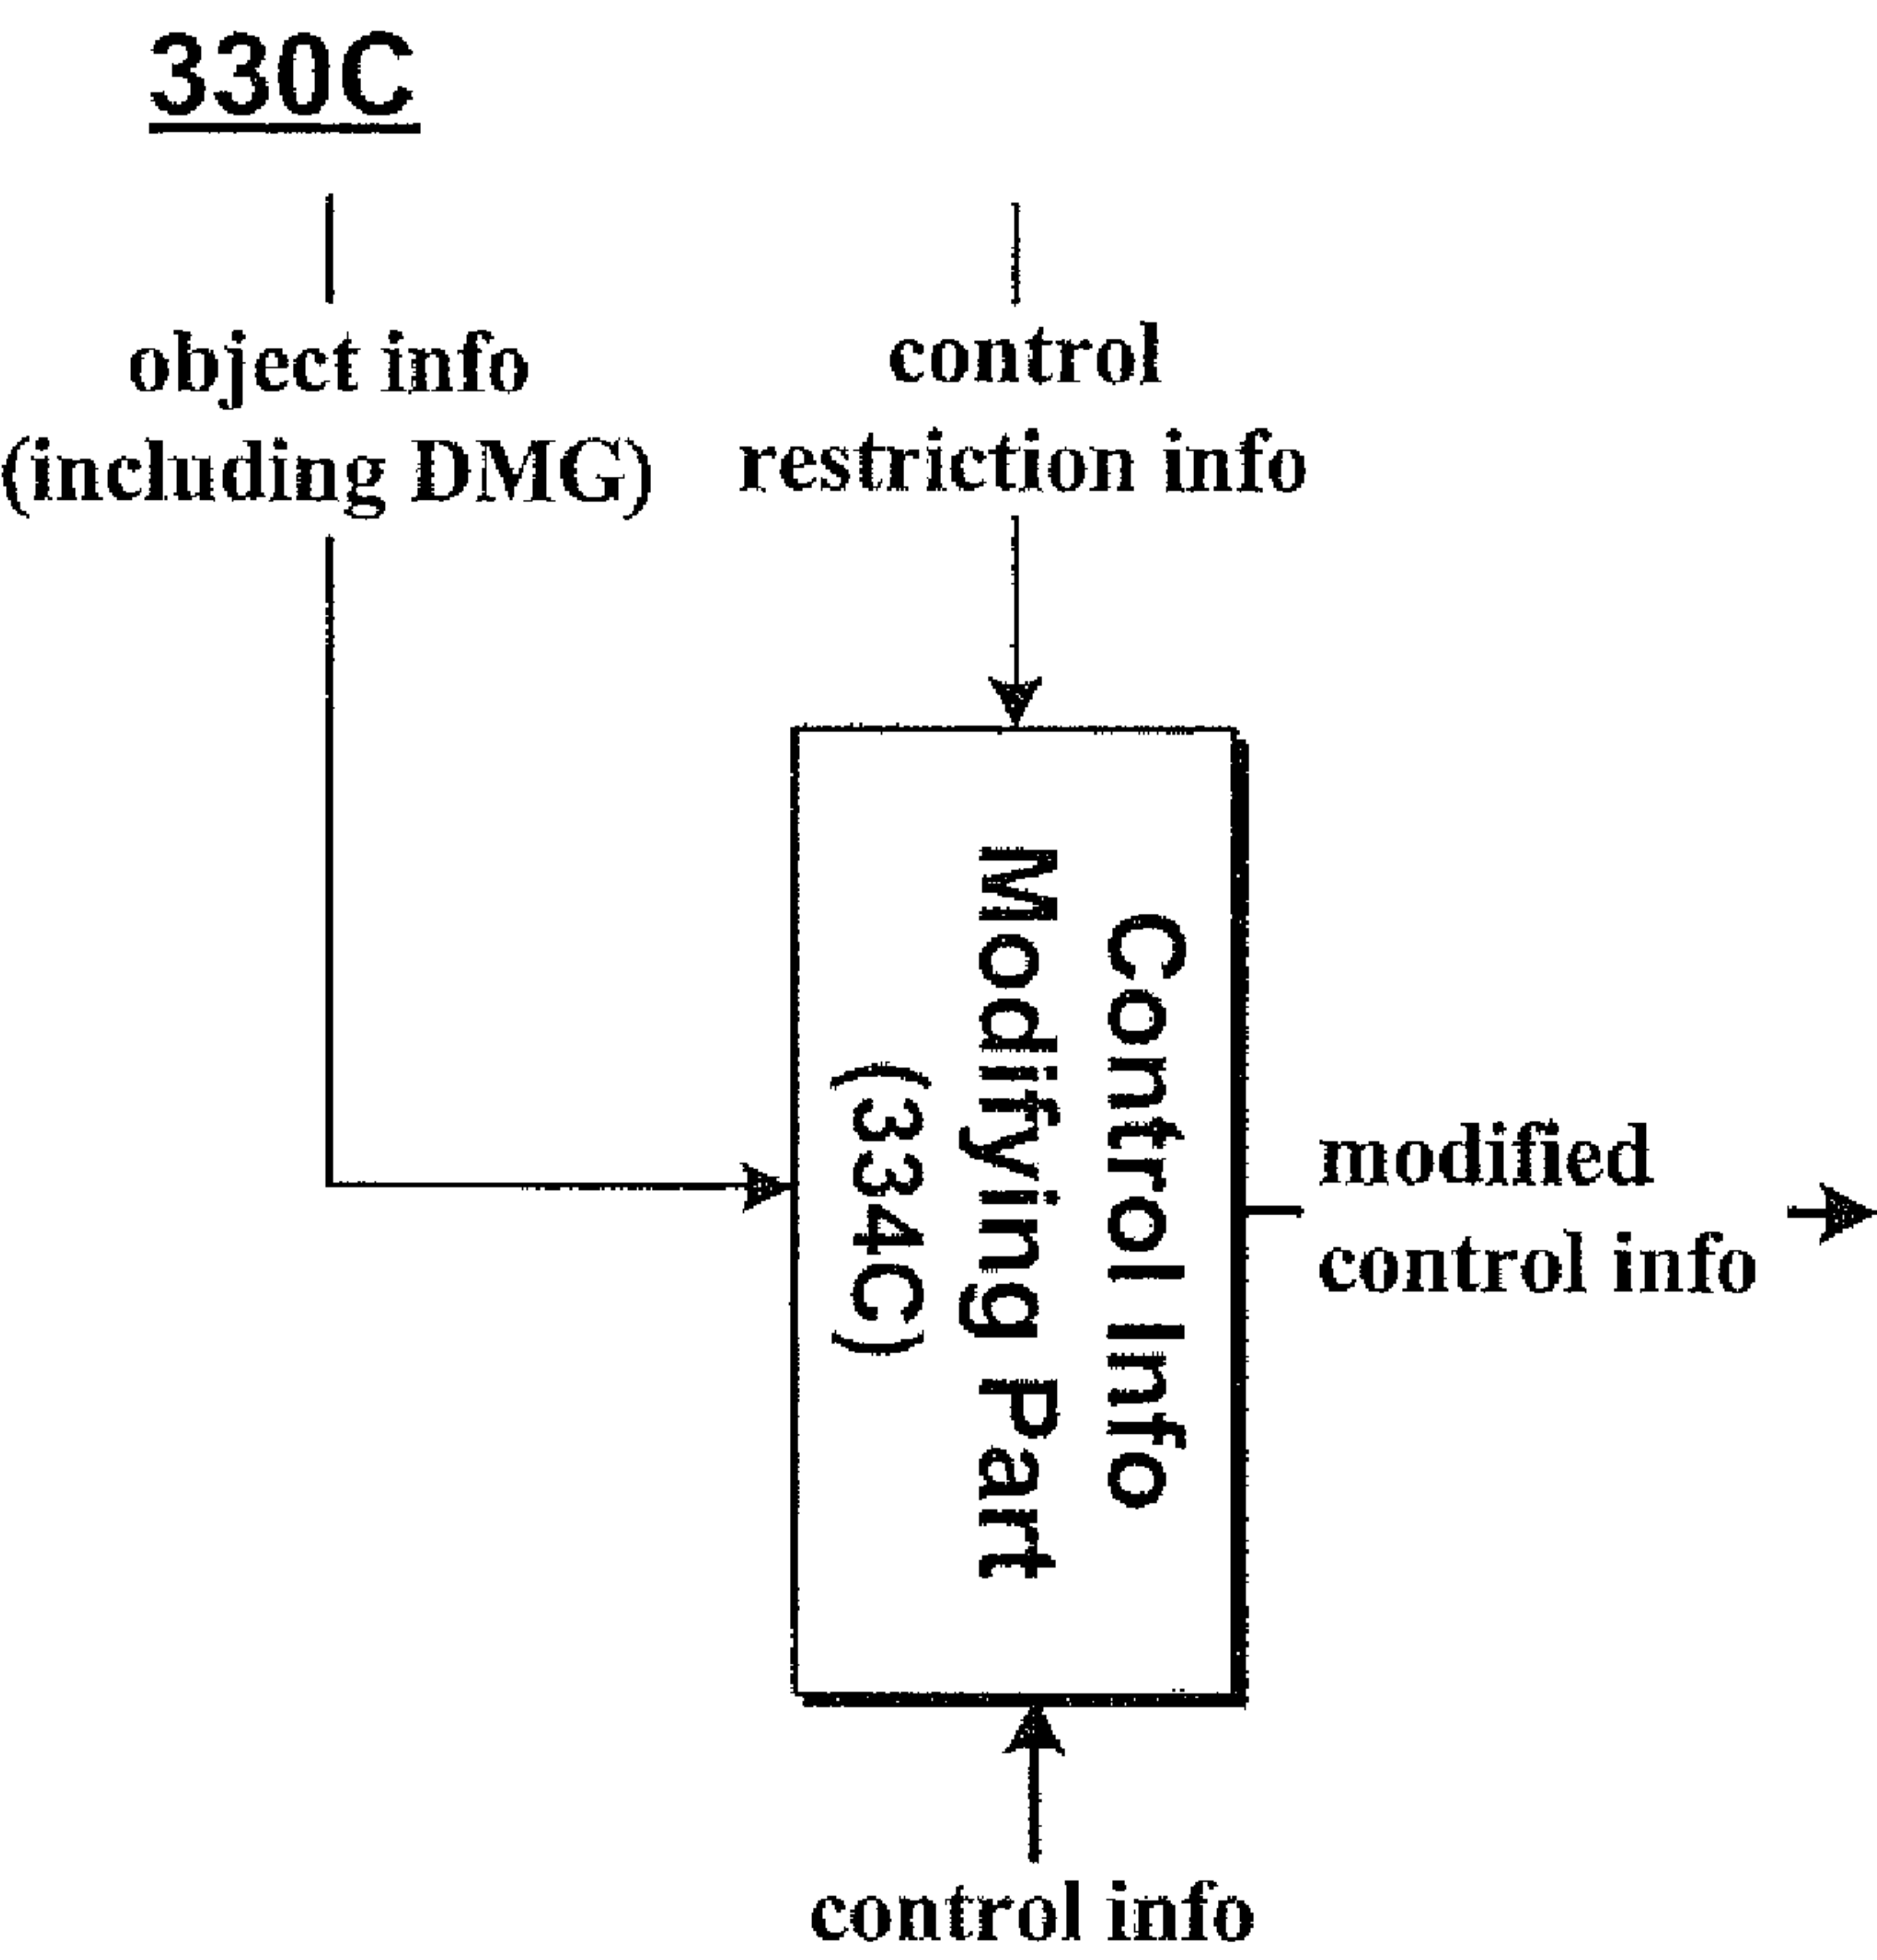 330C
object info
(including DMG)
control
restriction info
Control Info
Modifying Part
(334C)
modified
control info
control info